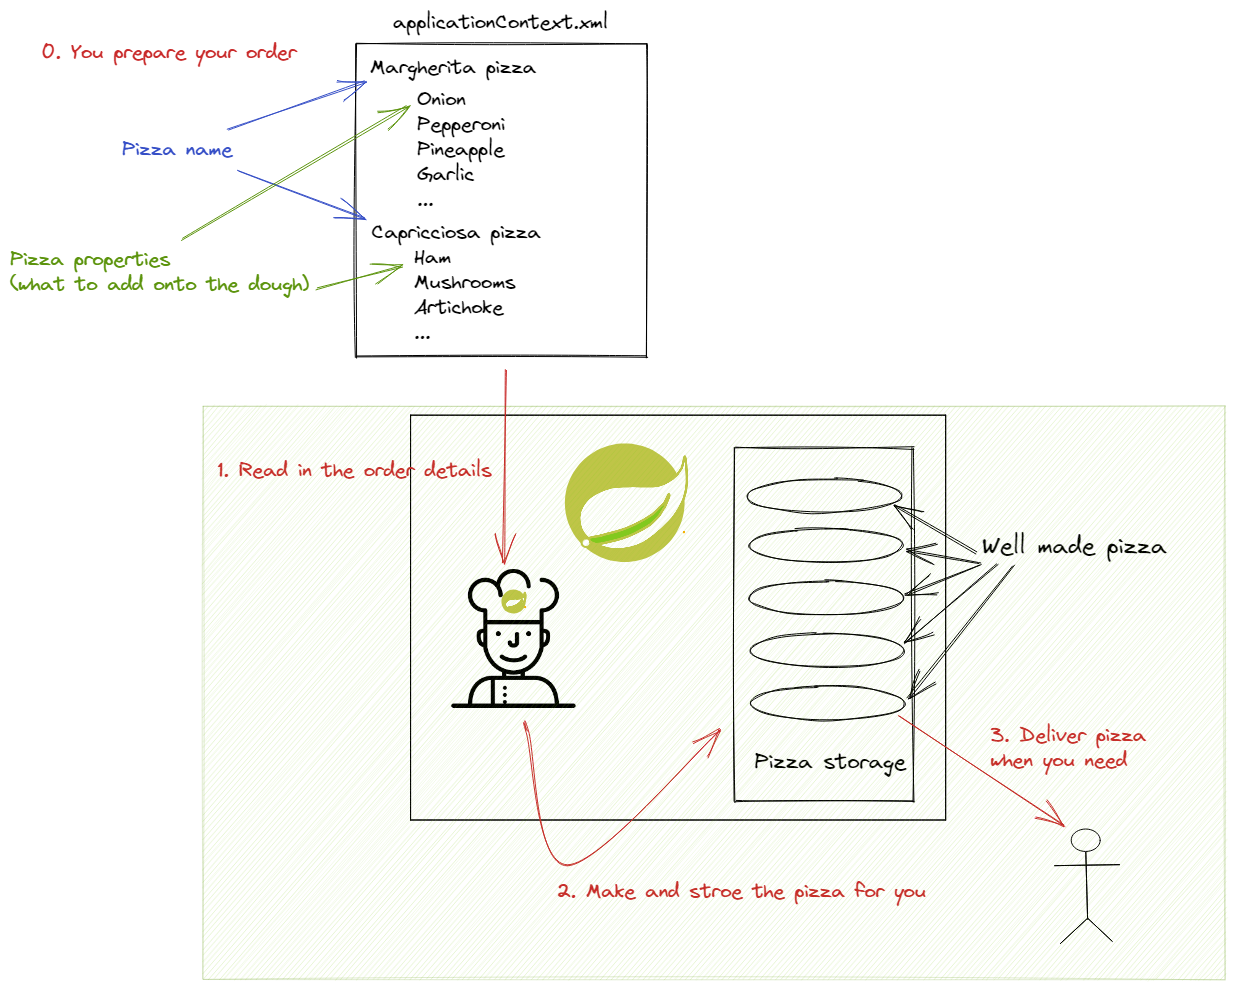 applicationContext.xml
0. You prepare your order
Margherita pizza
Onion
Pepperoni
Pineapple
Garlic
...
Pizza name
Capricciosa pizza
Ham
Mushrooms
Artichoke
...
Pizza properties
(what to add onto the dough)
1. Read in the order details
Well made pizza
Pizza storage
3. Deliver pizza
when you need
2. Make and stroe the pizza for you